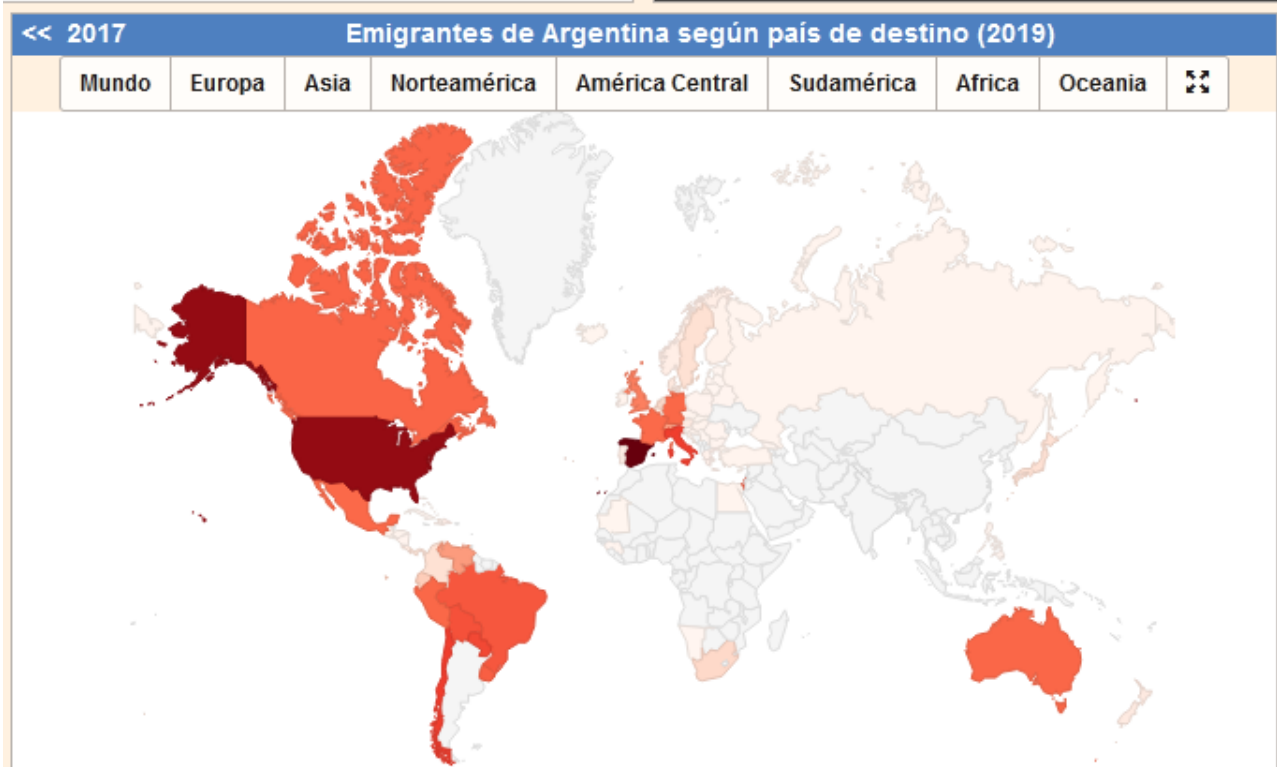 << 2017 Emigrantes de Argentina según país de destino (2019)
Mundo Europa Asia Norteamérica América Central Sudamérica Africa Oceania